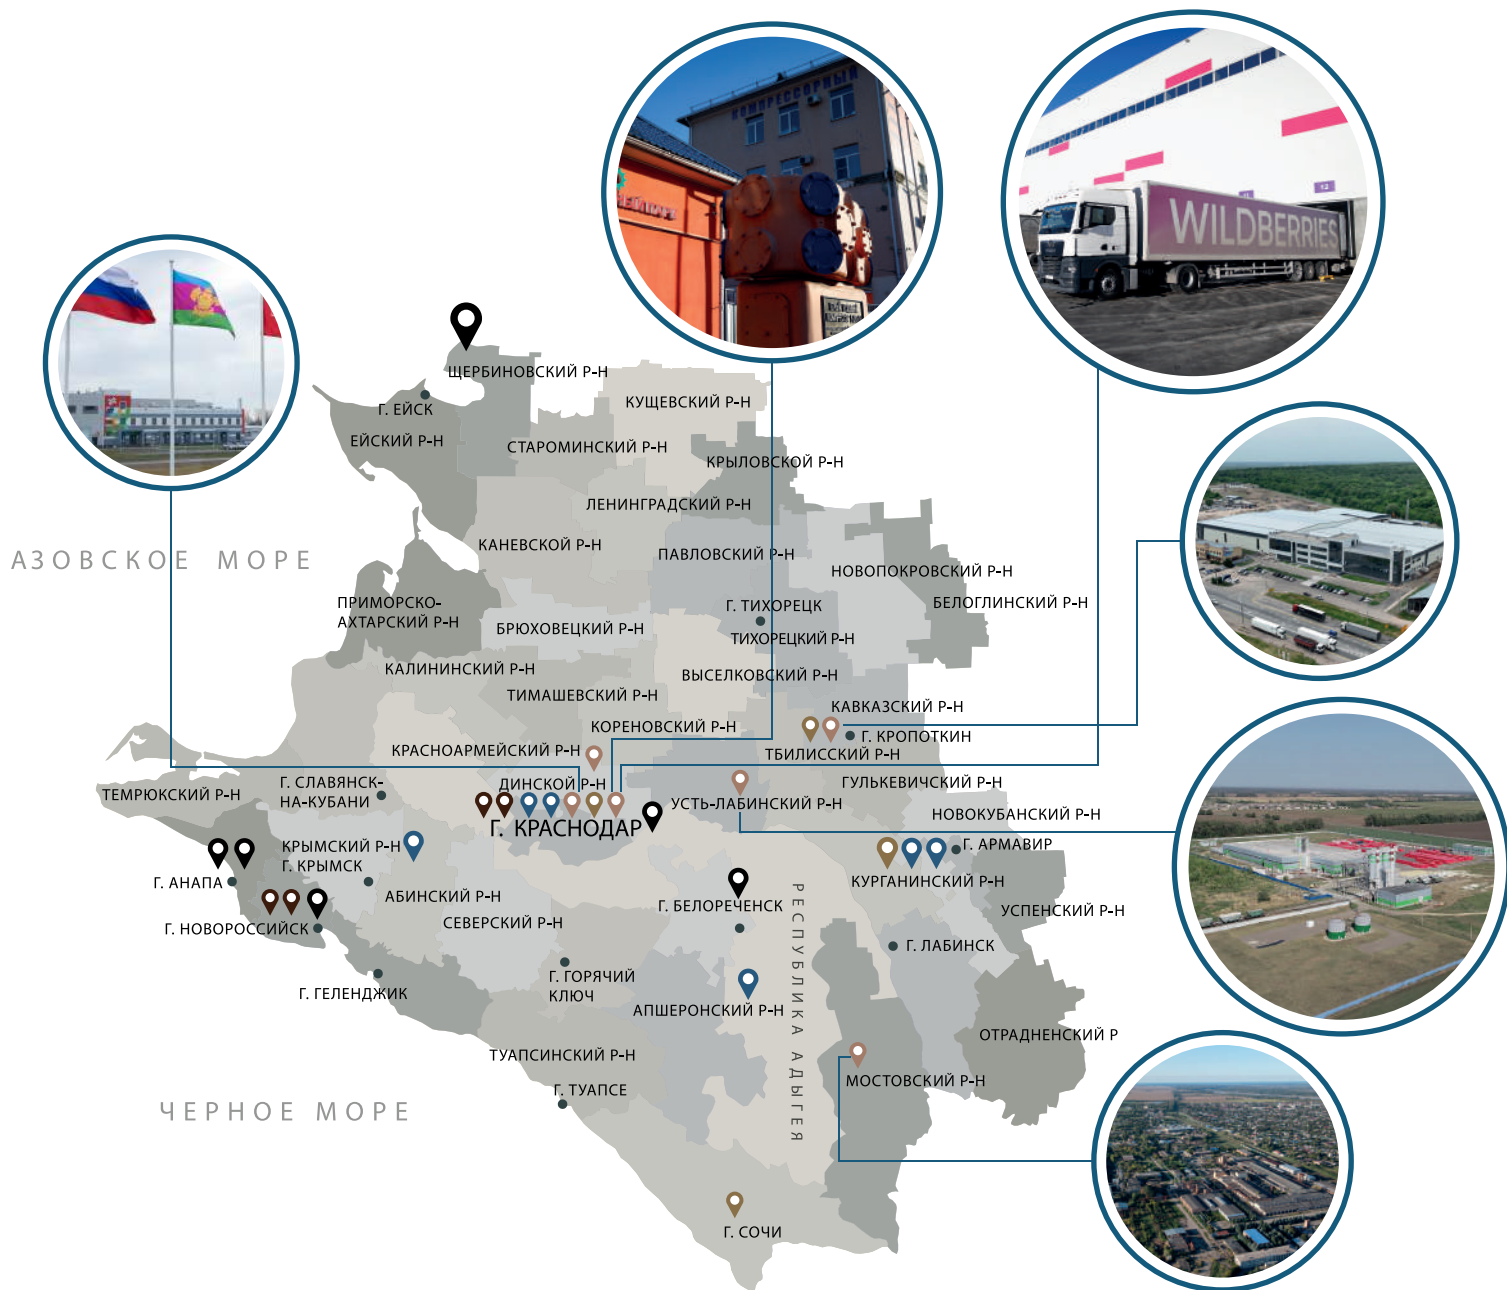 КОМПРЕССОРНЫЙ
WILDBERRIES
12
ЩЕРБИНОВСКИЙ Р-Н
Г. ЕЙСК
КУЩЕВСКИЙ Р-Н
ЕЙСКИЙ Р-Н
СТАРОМИНСКИЙ Р-Н
КРЫЛОВСКОЙ Р-Н
ЛЕНИНГРАДСКИЙ Р-Н
КАНЕВСКОЙ Р-Н
ПАВЛОВСКИЙ Р-Н
АЗОВСКОЕ МОРЕ
НОВОПОКРОВСКИЙ Р-Н
ПРИМОРСКО-
АХТАРСКИЙ Р-Н
Г. ТИХОРЕЦК
БЕЛОГЛИНСКИЙ Р-Н
БРЮХОВЕЦКИЙ Р-Н
ТИХОРЕЦКИЙ Р-Н
КАЛИНИНСКИЙ Р-Н
ВЫСЕЛКОВСКИЙ Р-Н
ТИМАШЕВСКИЙ Р-Н
КАВКАЗСКИЙ Р-Н
КОРЕНОВСКИЙ Р-Н
Г. КРОПОТКИН
КРАСНОАРМЕЙСКИЙ Р-Н
ТБИЛИССКИЙ Р-Н
Г. СЛАВЯНСК-
НА-КУБАНИ
ДИНСКОЙ Р-Н
ГУЛЬКЕВИЧСКИЙ Р-Н
ТЕМРЮКСКИЙ Р-Н
УСТЬ-ЛАБИНСКИЙ Р-Н
НОВОКУБАНСКИЙ Р-Н
Г. КРАСНОДАР
КРЫМСКИЙ Р-Н
Г. КРЫМСК
Г. АРМАВИР
Г. АНАПА
КУРГАНИНСКИЙ Р-Н
АБИНСКИЙ Р-Н
Г. БЕЛОРЕЧЕНСК
УСПЕНСКИЙ Р-Н
Г. НОВОРОССИЙСК
СЕВЕРСКИЙ Р-Н
Г. ЛАБИНСК
РЕСПУБЛИКА АДЫГЕЯ
Г. ГОРЯЧИЙ
КЛЮЧ
Г. ГЕЛЕНДЖИК
АПШЕРОНСКИЙ Р-Н
ОТРАДНЕНСКИЙ Р
ТУАПСИНСКИЙ Р-Н
МОСТОВСКИЙ Р-Н
Г. ТУАПСЕ
ЧЕРНОЕ МОРЕ
Г. СОЧИ